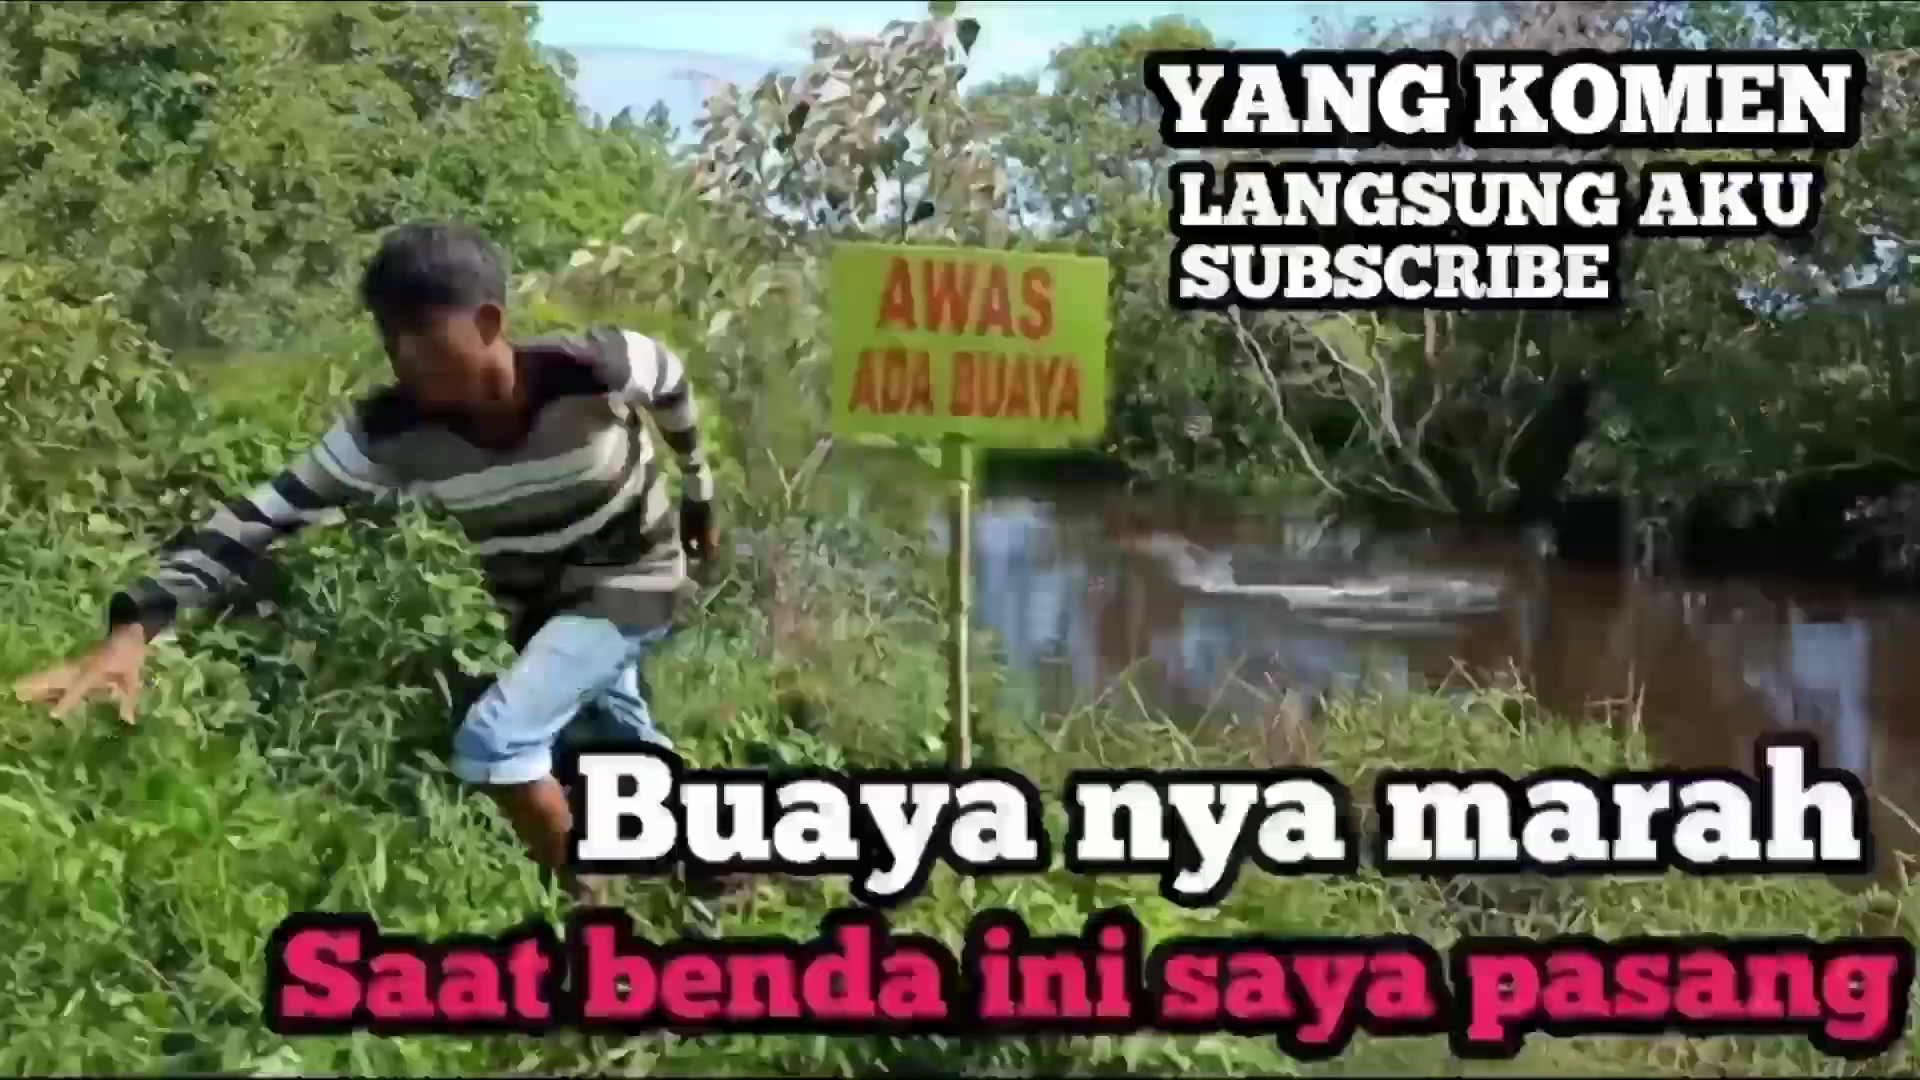 YANG KOMEN
LANGSUNG AKU
SUBSCRIBE
AWAS
ADA BUAYA
Buaya nya marah
Saat benda ini saya pasang